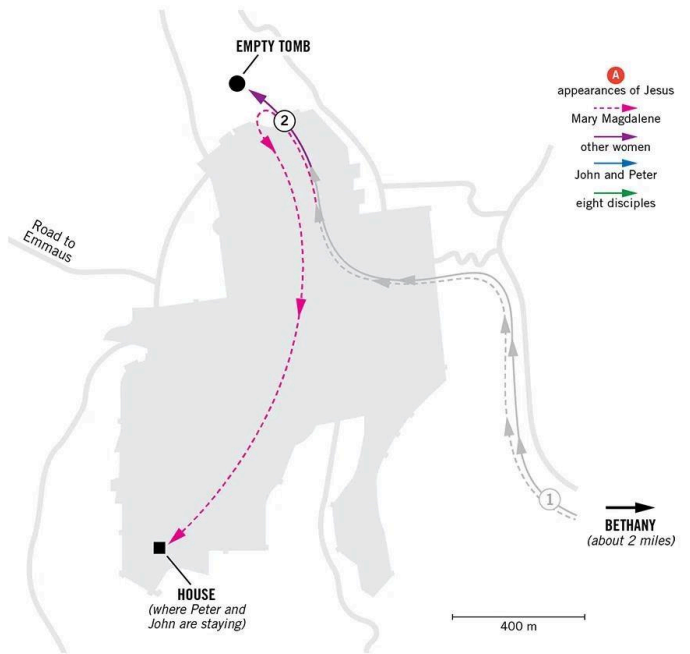 EMPTY TOMB
2
A
appearances of Jesus
Mary Magdalene
other women
John and Peter
eight disciples
Road to
Emmaus
1
BETHANY
(about 2 miles)
HOUSE
(where Peter and
John are staying)
400 m